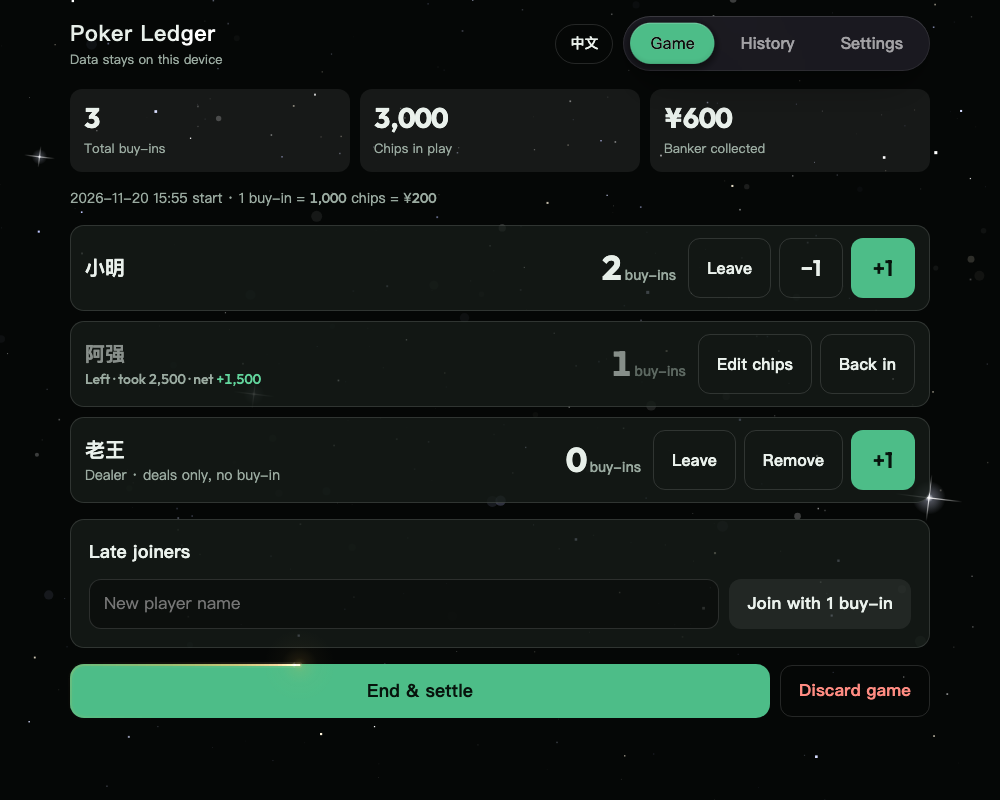 Poker Ledger
Data stays on this device
中文
Game
History
Settings
3
Total buy-ins
3,000
Chips in play
¥600
Banker collected
2026-11-20 15:55 start · 1 buy-in = 1,000 chips = ¥200
小明
2 buy-ins
Leave
−1
+1
阿强
Left · took 2,500 · net +1,500
1 buy-ins
Edit chips
Back in
老王
Dealer · deals only, no buy-in
0 buy-ins
Leave
Remove
+1
Late joiners
New player name
Join with 1 buy-in
End & settle
Discard game